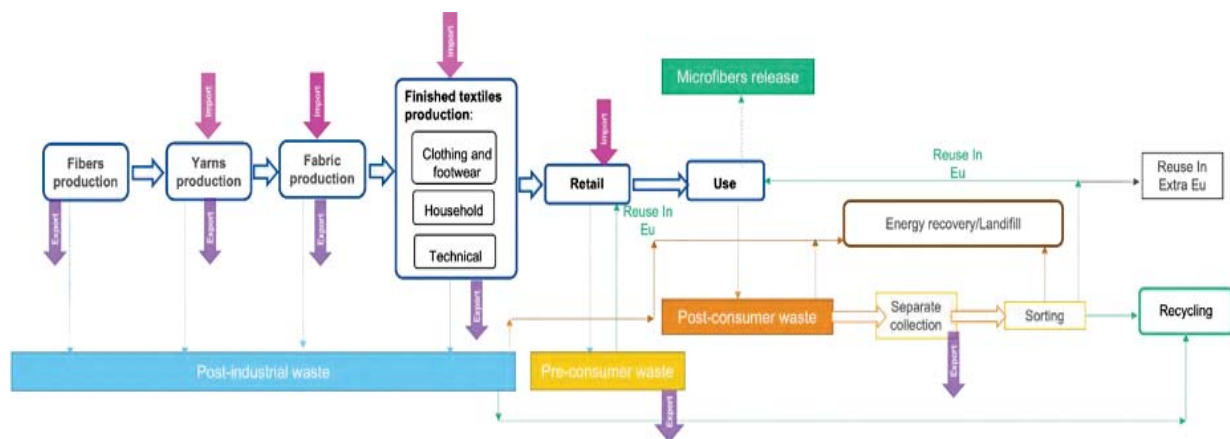 Import
Finished textiles
production:
Clothing and
footwear
Household
Technical
Import
Import
Import
Microfibers release
Fibers
production
Yarns
production
Fabric
production
Retail
Use
Reuse In
Eu
Reuse In
Extra Eu
Reuse In
Eu
Energy recovery/Landfill
Export
Export
Export
Export
Post-consumer waste
Separate
collection
Sorting
Recycling
Export
Post-industrial waste
Pre-consumer waste
Export